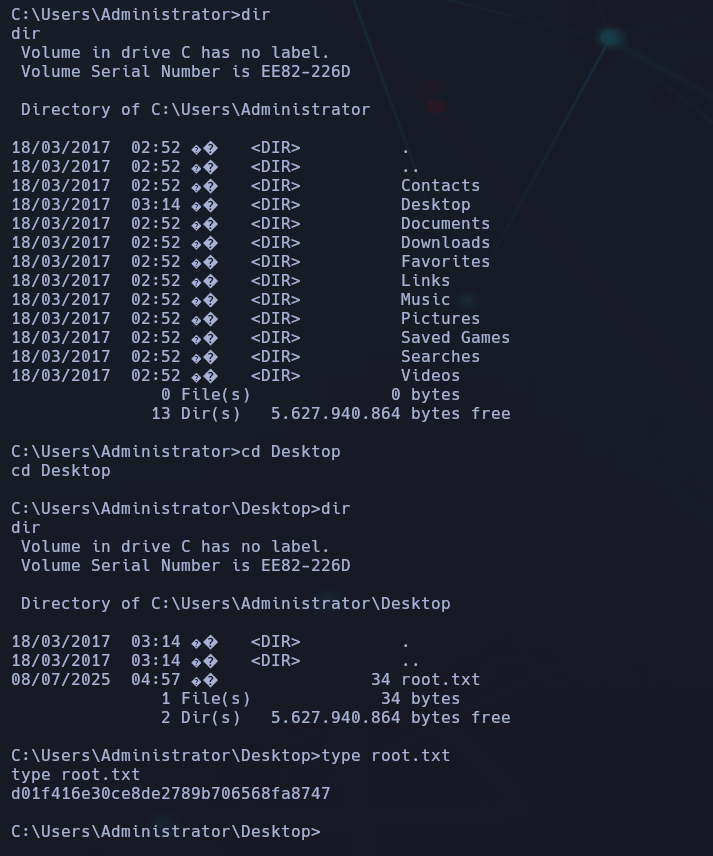 C:\Users\Administrator>dir
dir
 Volume in drive C has no label.
 Volume Serial Number is EE82-226D

 Directory of C:\Users\Administrator

18/03/2017  02:52 ��   <DIR>          .
18/03/2017  02:52 ��   <DIR>          ..
18/03/2017  02:52 ��   <DIR>          Contacts
18/03/2017  03:14 ��   <DIR>          Desktop
18/03/2017  02:52 ��   <DIR>          Documents
18/03/2017  02:52 ��   <DIR>          Downloads
18/03/2017  02:52 ��   <DIR>          Favorites
18/03/2017  02:52 ��   <DIR>          Links
18/03/2017  02:52 ��   <DIR>          Music
18/03/2017  02:52 ��   <DIR>          Pictures
18/03/2017  02:52 ��   <DIR>          Saved Games
18/03/2017  02:52 ��   <DIR>          Searches
18/03/2017  02:52 ��   <DIR>          Videos
               0 File(s)              0 bytes
              13 Dir(s)   5.627.940.864 bytes free

C:\Users\Administrator>cd Desktop
cd Desktop

C:\Users\Administrator\Desktop>dir
dir
 Volume in drive C has no label.
 Volume Serial Number is EE82-226D

 Directory of C:\Users\Administrator\Desktop

18/03/2017  03:14 ��   <DIR>          .
18/03/2017  03:14 ��   <DIR>          ..
08/07/2025  04:57 ��               34 root.txt
               1 File(s)             34 bytes
               2 Dir(s)   5.627.940.864 bytes free

C:\Users\Administrator\Desktop>type root.txt
type root.txt
d01f416e30ce8de2789b706568fa8747

C:\Users\Administrator\Desktop>